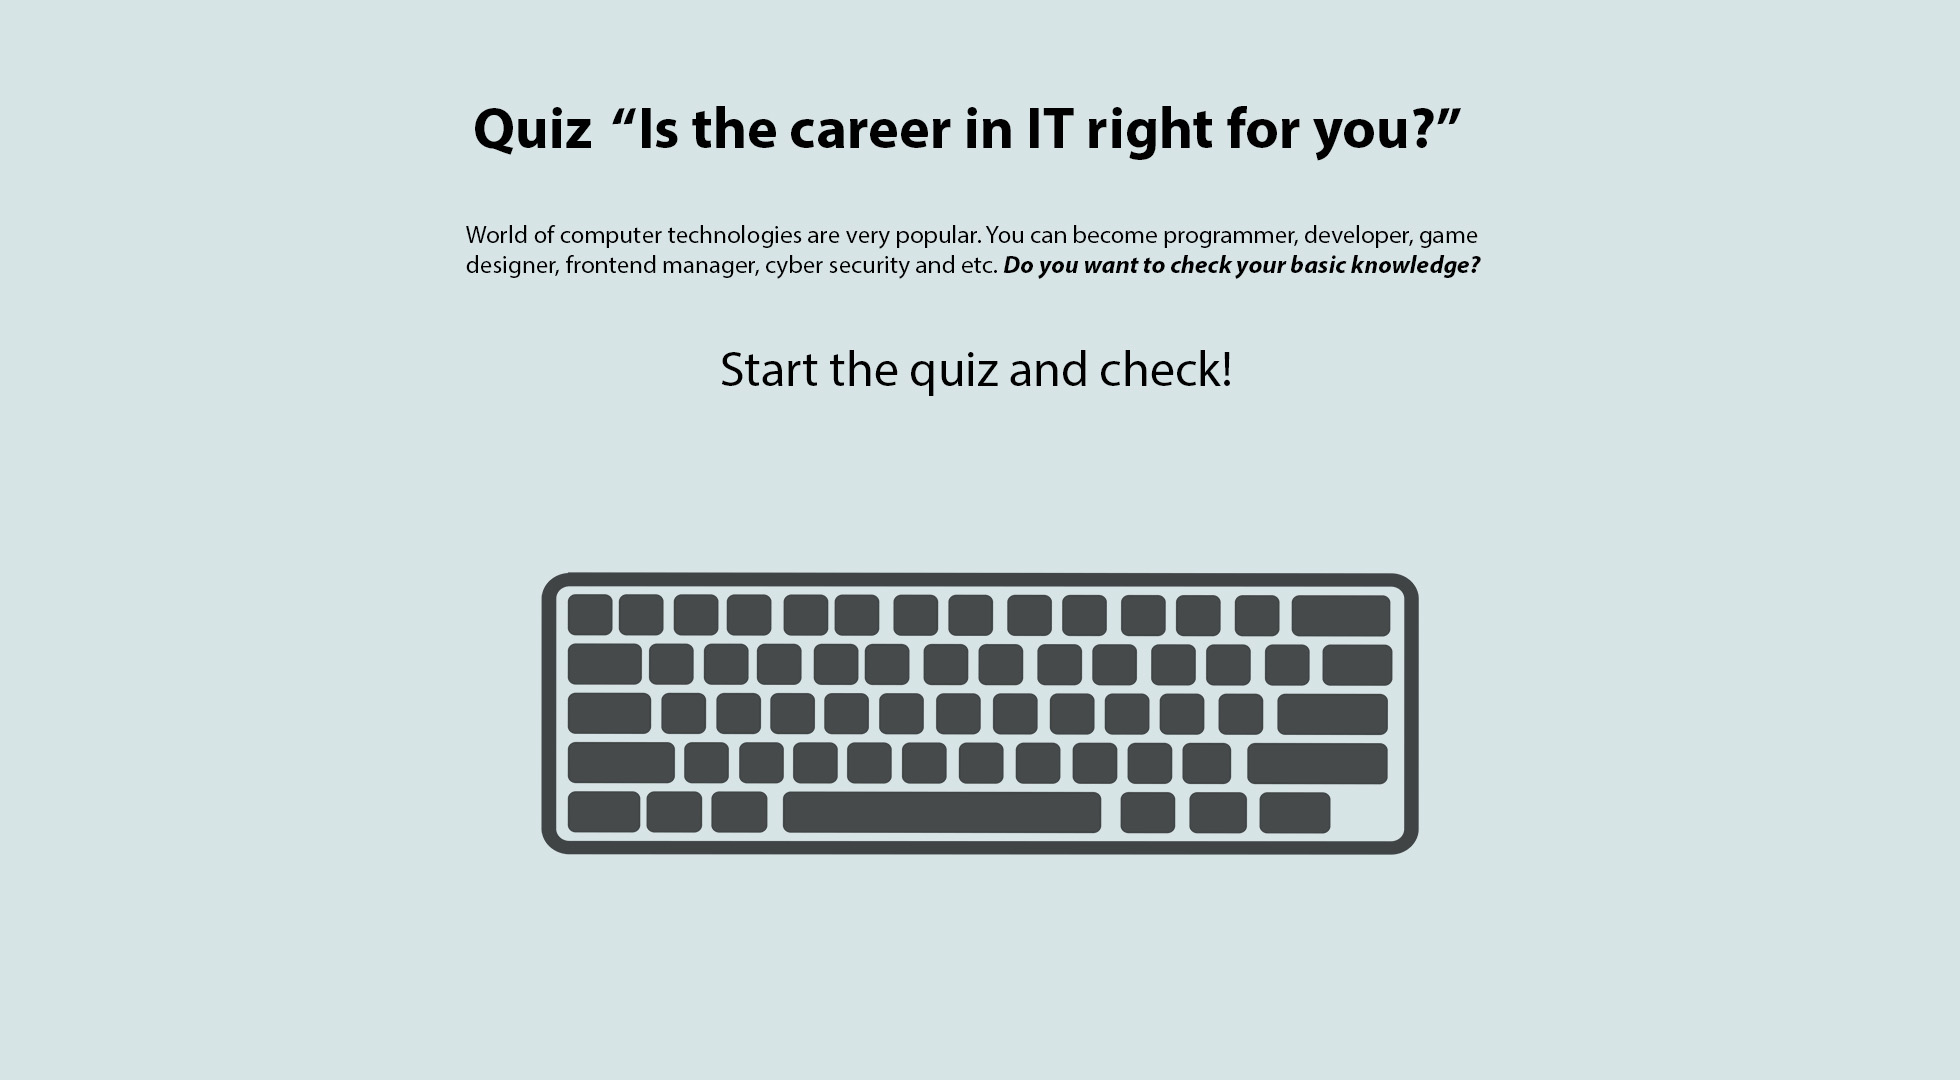 Quiz “Is the career in IT right for you?”
World of computer technologies are very popular. You can become programmer, developer, game
designer, frontend manager, cyber security and etc. Do you want to check your basic knowledge?
Start the quiz and check!